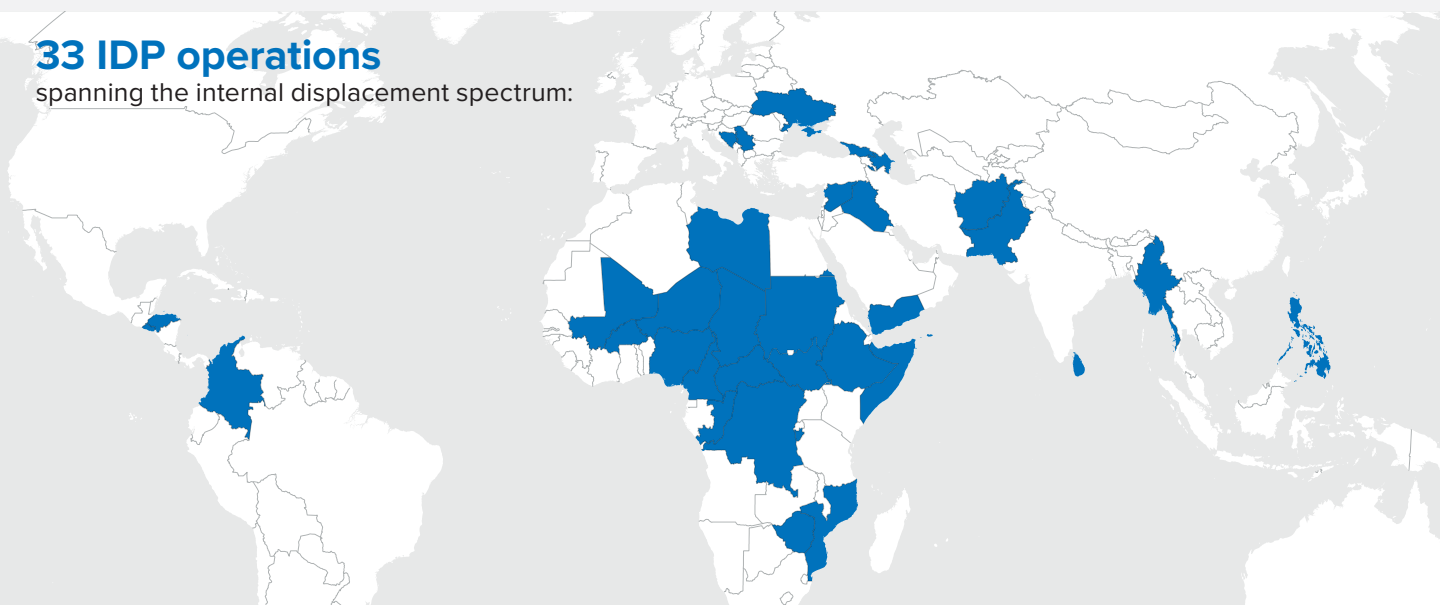 33 IDP operations
spanning the internal displacement spectrum: